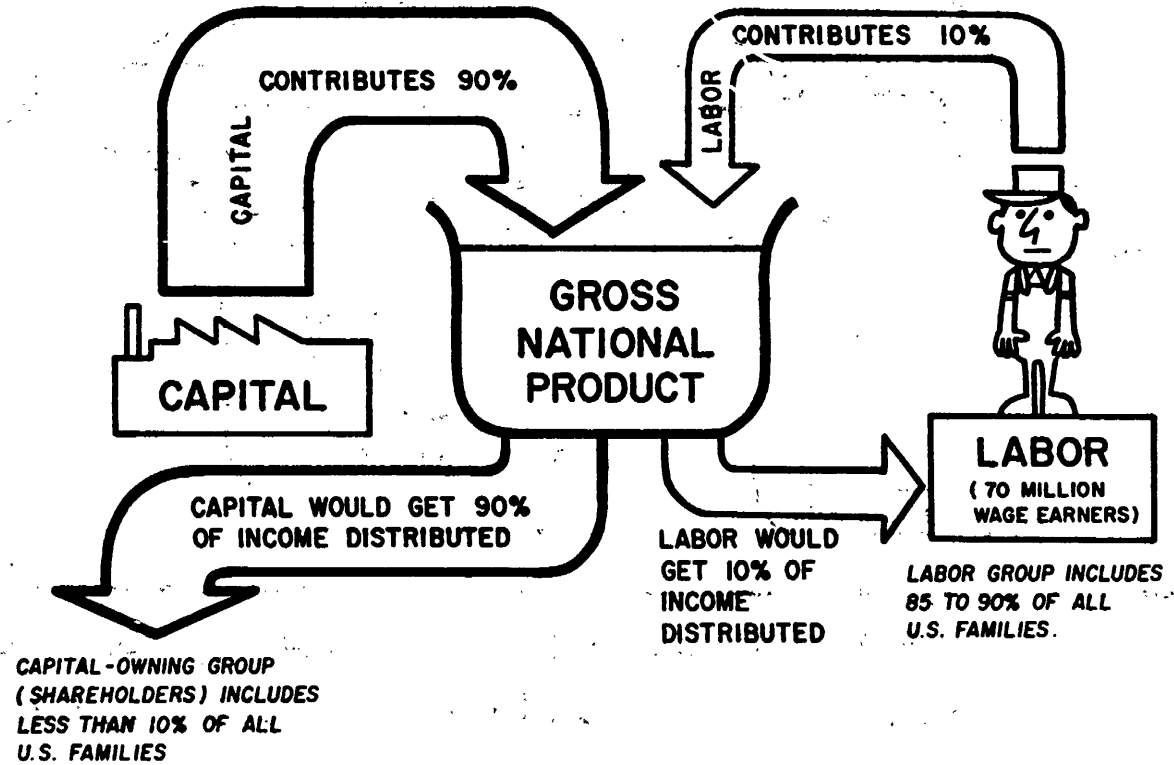 CONTRIBUTES 90%
CAPITAL
CONTRIBUTES 10%
LABOR
GROSS
NATIONAL
PRODUCT
CAPITAL
LABOR
(70 MILLION
WAGE EARNERS)
CAPITAL WOULD GET 90%
OF INCOME DISTRIBUTED
LABOR WOULD
GET 10% OF
INCOME
DISTRIBUTED
LABOR GROUP INCLUDES
85 TO 90% OF ALL
U.S. FAMILIES.
CAPITAL-OWNING GROUP
(SHAREHOLDERS) INCLUDES
LESS THAN 10% OF ALL
U.S. FAMILIES